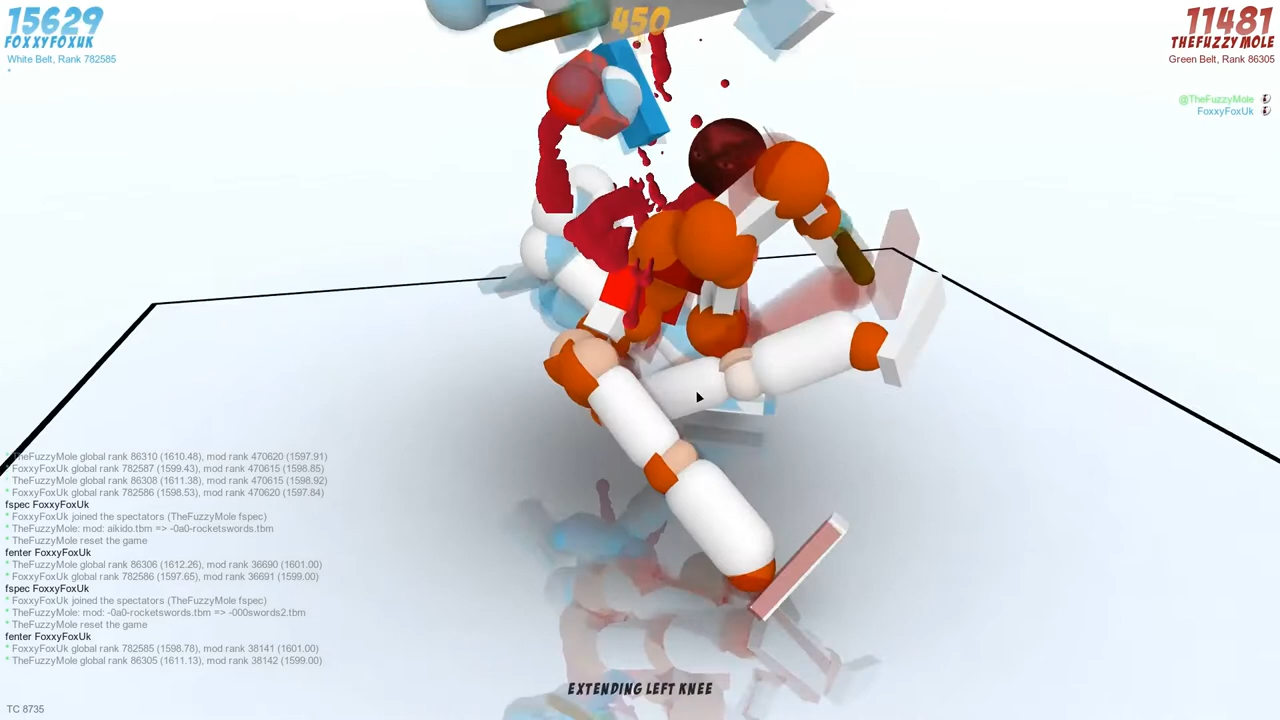 15629
FOXXYFOXUK
White Belt, Rank 782585
*
450
11481
THEFUZZYMOLE
Green Belt, Rank 86305
@TheFuzzyMole
FoxxyFoxUk
* TheFuzzyMole global rank 86310 (1610.48), mod rank 470620 (1597.91)
* FoxxyFoxUk global rank 782587 (1599.43), mod rank 470615 (1598.85)
* TheFuzzyMole global rank 86308 (1611.38), mod rank 470615 (1598.92)
* FoxxyFoxUk global rank 782586 (1598.53), mod rank 470620 (1597.84)
fspec FoxxyFoxUk
* FoxxyFoxUk joined the spectators (TheFuzzyMole fspec)
* TheFuzzyMole: mod: aikido.tbm => -0a0-rocketswords.tbm
* TheFuzzyMole reset the game
fenter FoxxyFoxUk
* TheFuzzyMole global rank 86306 (1612.26), mod rank 36690 (1601.00)
* FoxxyFoxUk global rank 782586 (1597.65), mod rank 36691 (1599.00)
fspec FoxxyFoxUk
* FoxxyFoxUk joined the spectators (TheFuzzyMole fspec)
* TheFuzzyMole: mod: -0a0-rocketswords.tbm => -000swords2.tbm
* TheFuzzyMole reset the game
fenter FoxxyFoxUk
* FoxxyFoxUk global rank 782585 (1598.78), mod rank 38141 (1601.00)
* TheFuzzyMole global rank 86305 (1611.13), mod rank 38142 (1599.00)
EXTENDING LEFT KNEE
TC 8735